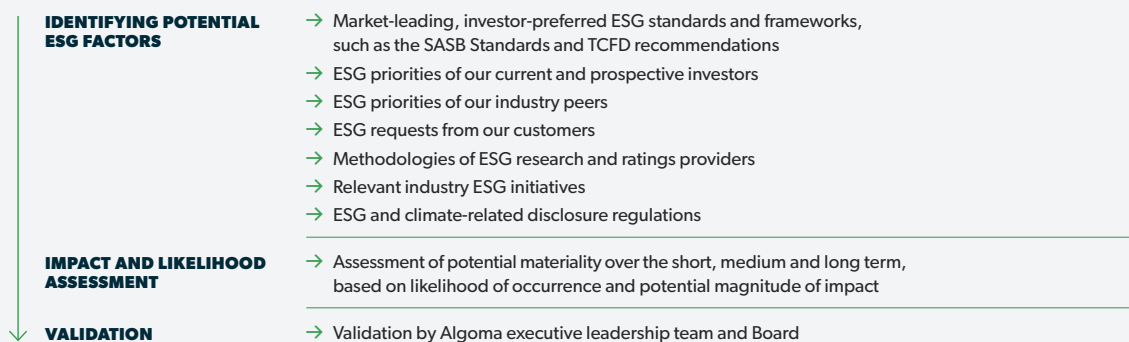 IDENTIFYING POTENTIAL
ESG FACTORS
→ Market-leading, investor-preferred ESG standards and frameworks,
such as the SASB Standards and TCFD recommendations
→ ESG priorities of our current and prospective investors
→ ESG priorities of our industry peers
→ ESG requests from our customers
→ Methodologies of ESG research and ratings providers
→ Relevant industry ESG initiatives
→ ESG and climate-related disclosure regulations
IMPACT AND LIKELIHOOD
ASSESSMENT
→ Assessment of potential materiality over the short, medium and long term,
based on likelihood of occurrence and potential magnitude of impact
VALIDATION
→ Validation by Algoma executive leadership team and Board